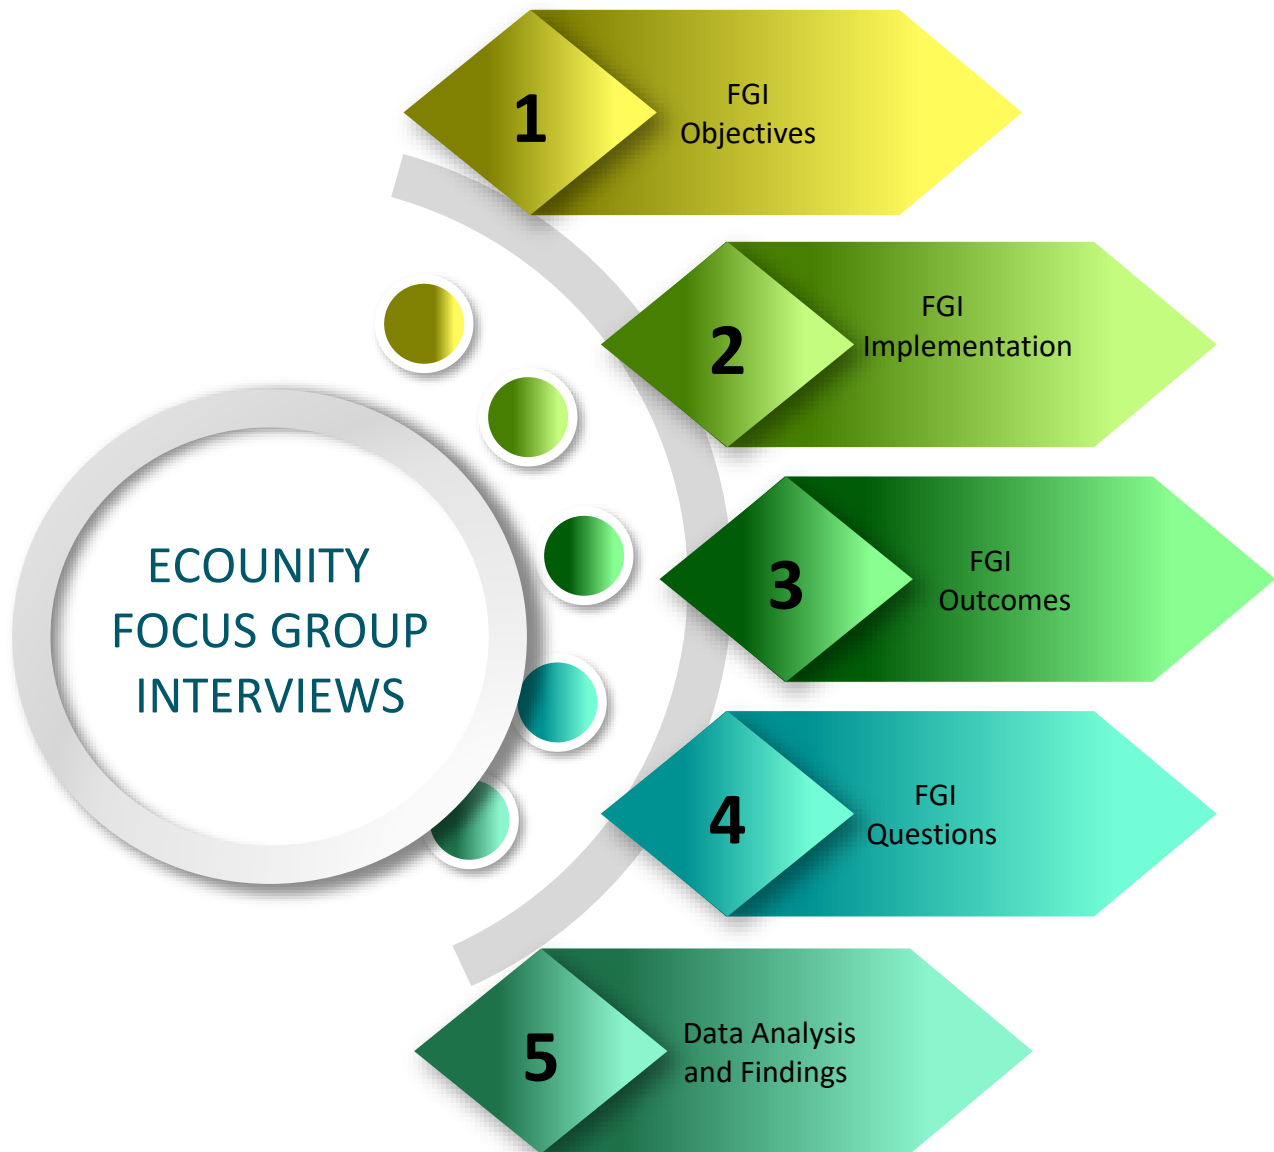 ECOUNITY
FOCUS GROUP
INTERVIEWS
1
FGI
Objectives
2
FGI
Implementation
3
FGI
Outcomes
4
FGI
Questions
5
Data Analysis
and Findings